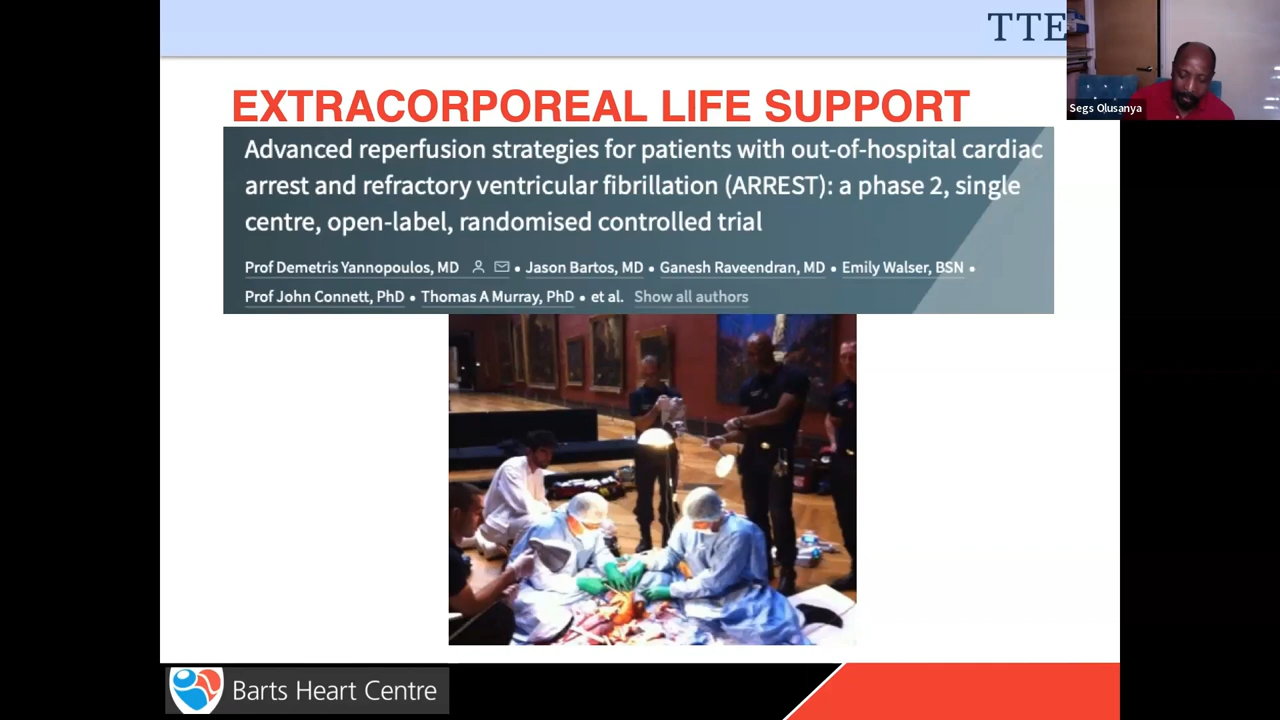 TTE
Segs Olusanya
EXTRACORPOREAL LIFE SUPPORT
Advanced reperfusion strategies for patients with out-of-hospital cardiac
arrest and refractory ventricular fibrillation (ARREST): a phase 2, single
centre, open-label, randomised controlled trial
Prof Demetris Yannopoulos, MD • Jason Bartos, MD • Ganesh Raveendran, MD • Emily Walser, BSN •
Prof John Connett, PhD • Thomas A Murray, PhD • et al. Show all authors
Barts Heart Centre